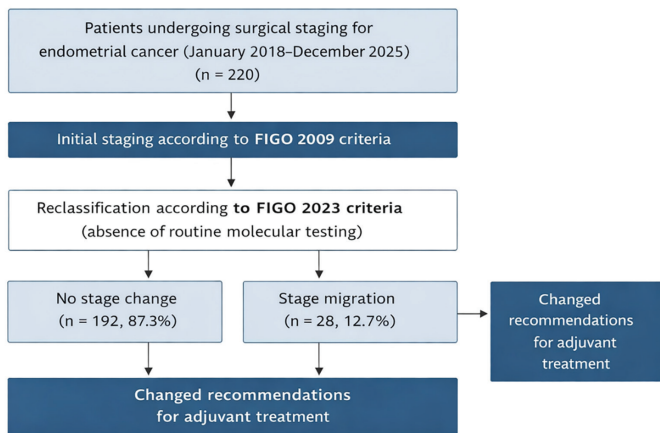 Patients undergoing surgical staging for
endometrial cancer (January 2018–December 2025)
(n = 220)
Initial staging according to FIGO 2009 criteria
Reclassification according to FIGO 2023 criteria
(absence of routine molecular testing)
No stage change
(n = 192, 87.3%)
Stage migration
(n = 28, 12.7%)
Changed
recommendations
for adjuvant
treatment
Changed recommendations
for adjuvant treatment